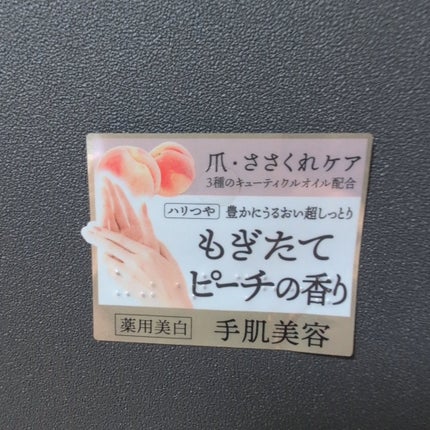 爪・ささくれケア
3種のキューティクルオイル配合
ハリつや 豊かにうるおい超しっとり
もぎたて
ピーチの香り
薬用美白 手肌美容